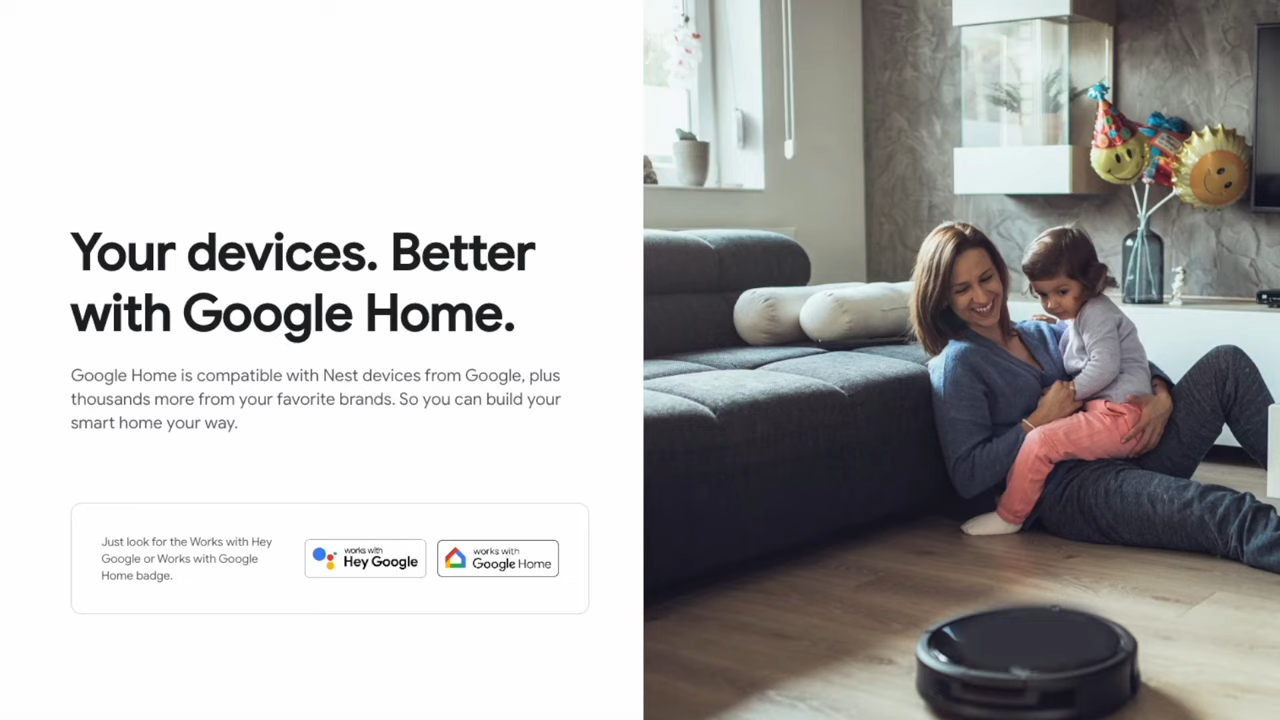 Your devices. Better
with Google Home.
Google Home is compatible with Nest devices from Google, plus
thousands more from your favorite brands. So you can build your
smart home your way.
Just look for the Works with Hey
Google or Works with Google
Home badge.
works with
Hey Google
works with
Google Home